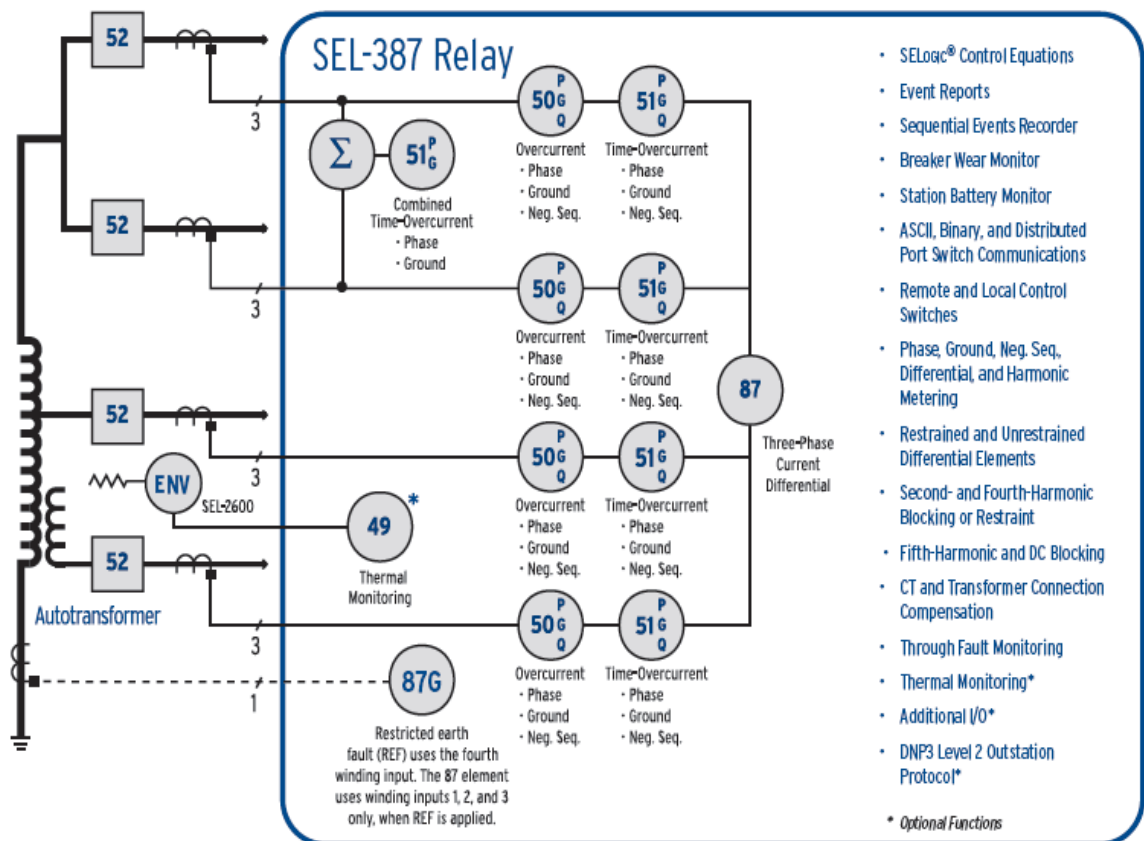 52
SEL-387 Relay
3
Σ
51 P G
Combined
Time-Overcurrent
· Phase
· Ground
50 P G Q
Overcurrent
· Phase
· Ground
· Neg. Seq.
51 P G Q
Time-Overcurrent
· Phase
· Ground
· Neg. Seq.
52
3
50 P G Q
Overcurrent
· Phase
· Ground
· Neg. Seq.
51 P G Q
Time-Overcurrent
· Phase
· Ground
· Neg. Seq.
87
Three-Phase
Current
Differential
52
3
50 P G Q
Overcurrent
· Phase
· Ground
· Neg. Seq.
51 P G Q
Time-Overcurrent
· Phase
· Ground
· Neg. Seq.
ENV
SEL-2600
49 *
Thermal
Monitoring
52
Autotransformer
3
50 P G Q
Overcurrent
· Phase
· Ground
· Neg. Seq.
51 P G Q
Time-Overcurrent
· Phase
· Ground
· Neg. Seq.
1
87G
Restricted earth
fault (REF) uses the fourth
winding input. The 87 element
uses winding inputs 1, 2, and 3
only, when REF is applied.
· SELOGIC® Control Equations
· Event Reports
· Sequential Events Recorder
· Breaker Wear Monitor
· Station Battery Monitor
· ASCII, Binary, and Distributed
Port Switch Communications
· Remote and Local Control
Switches
· Phase, Ground, Neg. Seq.,
Differential, and Harmonic
Metering
· Restrained and Unrestrained
Differential Elements
· Second- and Fourth-Harmonic
Blocking or Restraint
· Fifth-Harmonic and DC Blocking
· CT and Transformer Connection
Compensation
· Through Fault Monitoring
· Thermal Monitoring*
· Additional I/O*
· DNP3 Level 2 Outstation
Protocol*
* Optional Functions